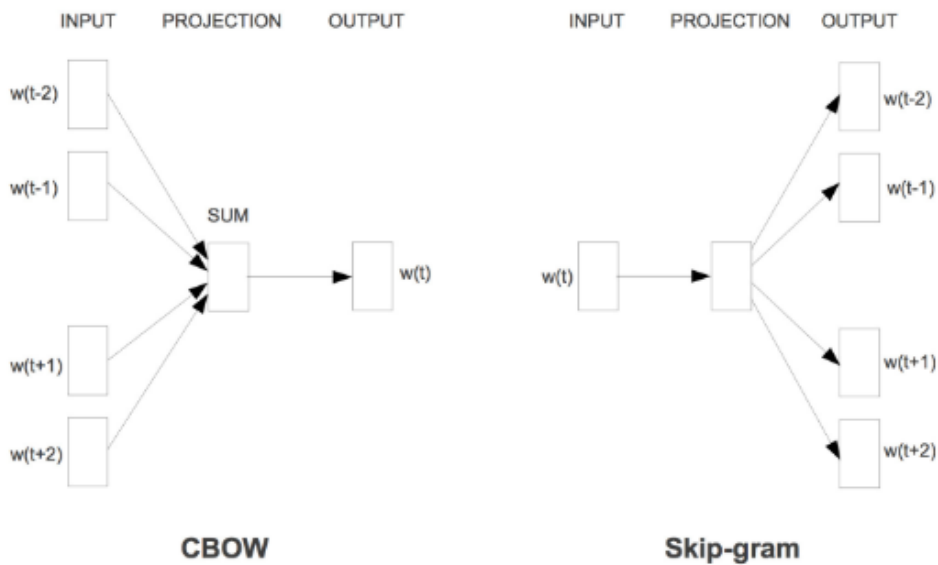 INPUT PROJECTION OUTPUT
w(t-2)
w(t-1)
SUM
w(t)
w(t+1)
w(t+2)
CBOW
INPUT PROJECTION OUTPUT
w(t-2)
w(t-1)
w(t)
w(t+1)
w(t+2)
Skip-gram